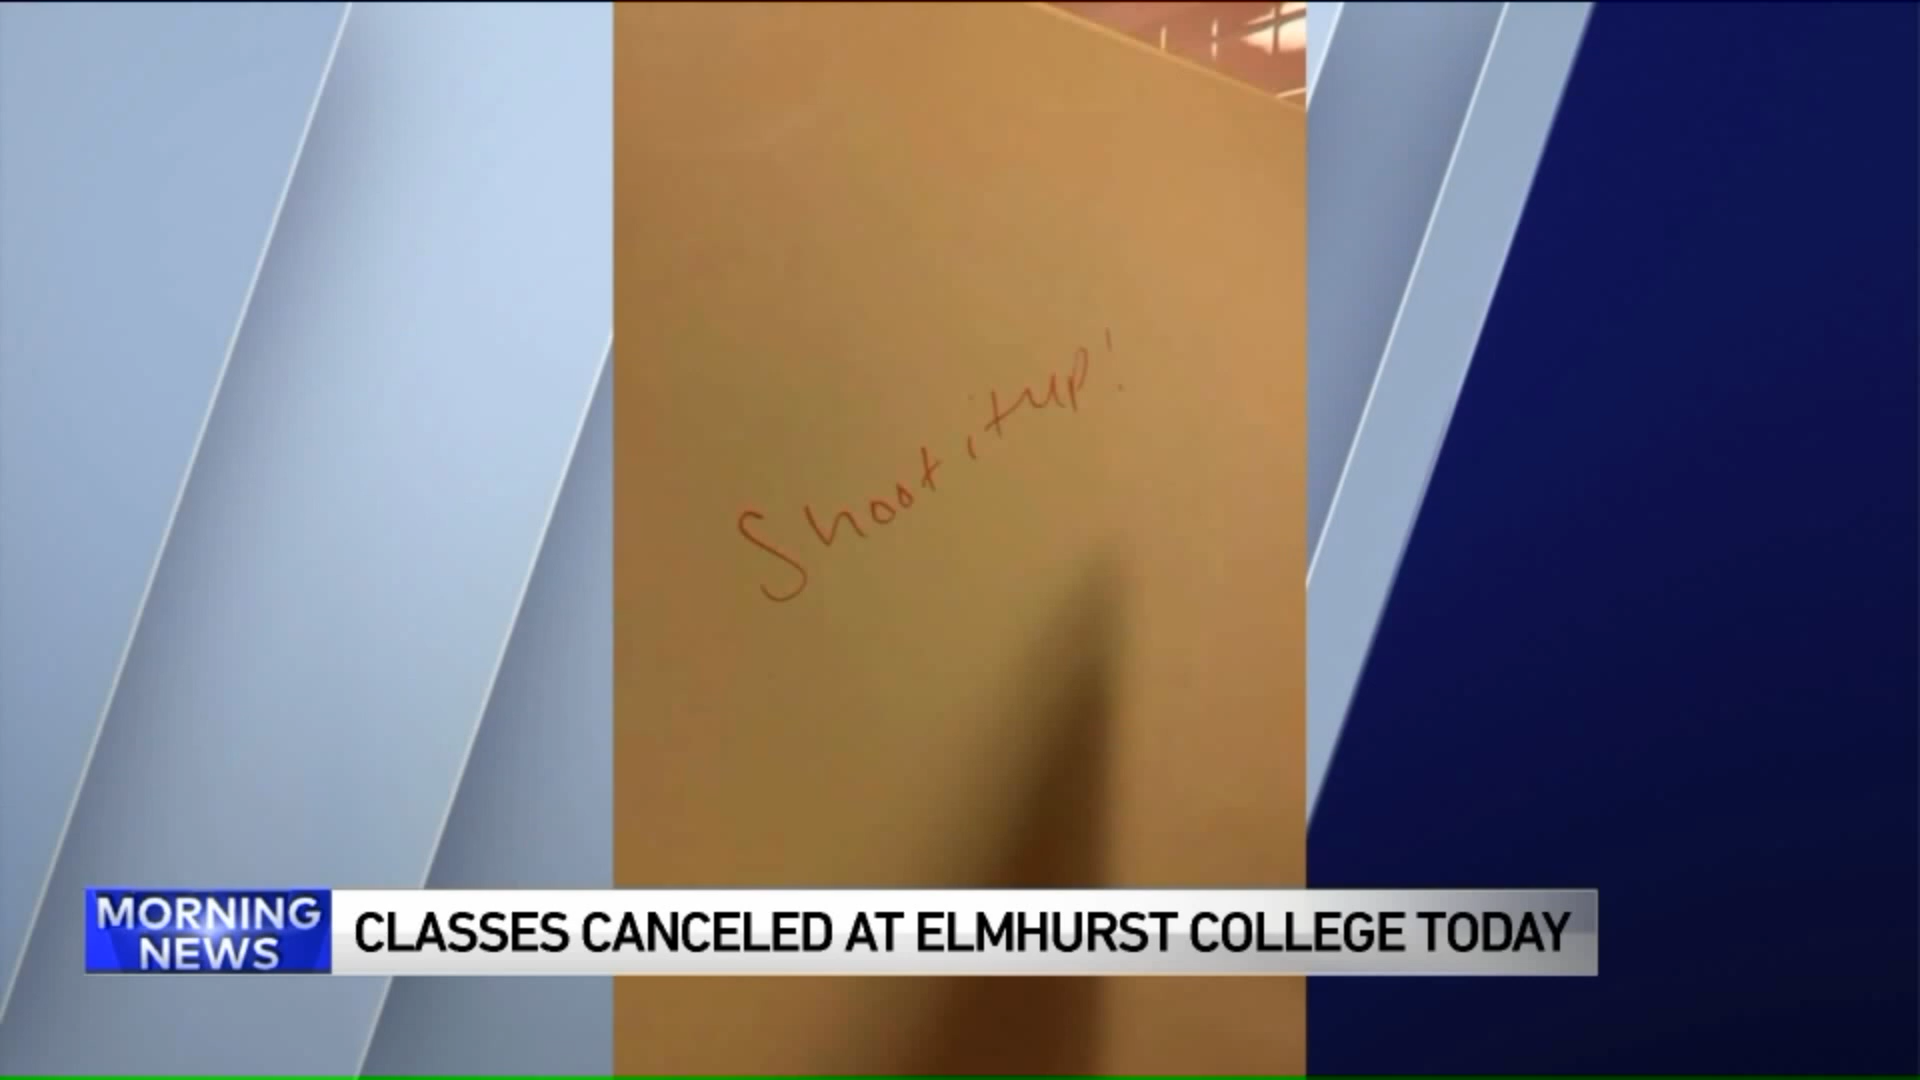 Shoot it up!
MORNING
NEWS
CLASSES CANCELED AT ELMHURST COLLEGE TODAY